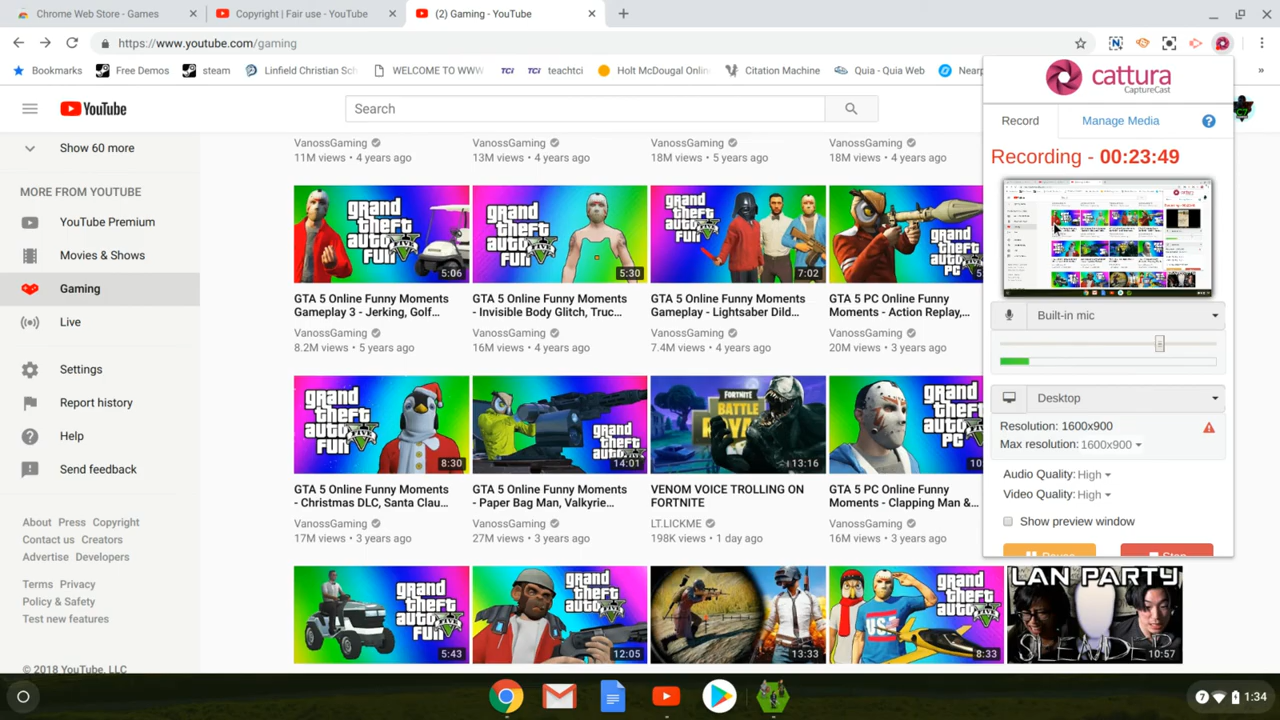 Chrome Web Store - Games
Copyright | Fair use - YouTube
(2) Gaming - YouTube
https://www.youtube.com/gaming
Bookmarks
Free Demos
steam
Linfield Christian Sch
WELCOME TO WWW
TCi
TCi teachtci
Holt McDougal Onlin
Citation Machine
Quia - Quia Web
Nearp
»
YouTube
Search
cattura
CaptureCast
Record
Manage Media
Recording - 00:23:49
Built-in mic
Desktop
Resolution: 1600x900
Max resolution: 1600x900
Audio Quality: High
Video Quality: High
Show preview window
Pause
Stop
Show 60 more
MORE FROM YOUTUBE
YouTube Premium
Movies & Shows
Gaming
Live
Settings
Report history
Help
Send feedback
About Press Copyright
Contact us Creators
Advertise Developers
Terms Privacy
Policy & Safety
Test new features
© 2018 YouTube, LLC
VanossGaming
11M views • 4 years ago
VanossGaming
13M views • 4 years ago
VanossGaming
18M views • 5 years ago
VanossGaming
18M views • 4 years ago
5:06
GTA 5 Online Funny Moments
Gameplay 3 - Jerking, Golf...
VanossGaming
8.2M views • 5 years ago
5:30
GTA 5 Online Funny Moments
- Invisible Body Glitch, Truc...
VanossGaming
16M views • 4 years ago
7:02
GTA 5 Online Funny Moments
Gameplay - Lightsaber Dild...
VanossGaming
7.4M views • 4 years ago
GTA 5 PC Online Funny
Moments - Action Replay,...
VanossGaming
20M views • 3 years ago
8:30
GTA 5 Online Funny Moments
- Christmas DLC, Santa Clau...
VanossGaming
17M views • 3 years ago
14:01
GTA 5 Online Funny Moments
- Paper Bag Man, Valkyrie...
VanossGaming
27M views • 3 years ago
FORTNITE
BATTLE
13:16
VENOM VOICE TROLLING ON
FORTNITE
LT.LICKME
198K views • 1 day ago
GTA 5 PC Online Funny
Moments - Clapping Man &...
VanossGaming
16M views • 3 years ago
5:43
12:05
13:33
8:33
LAN PARTY
SLENDER
10:57
7
1:34